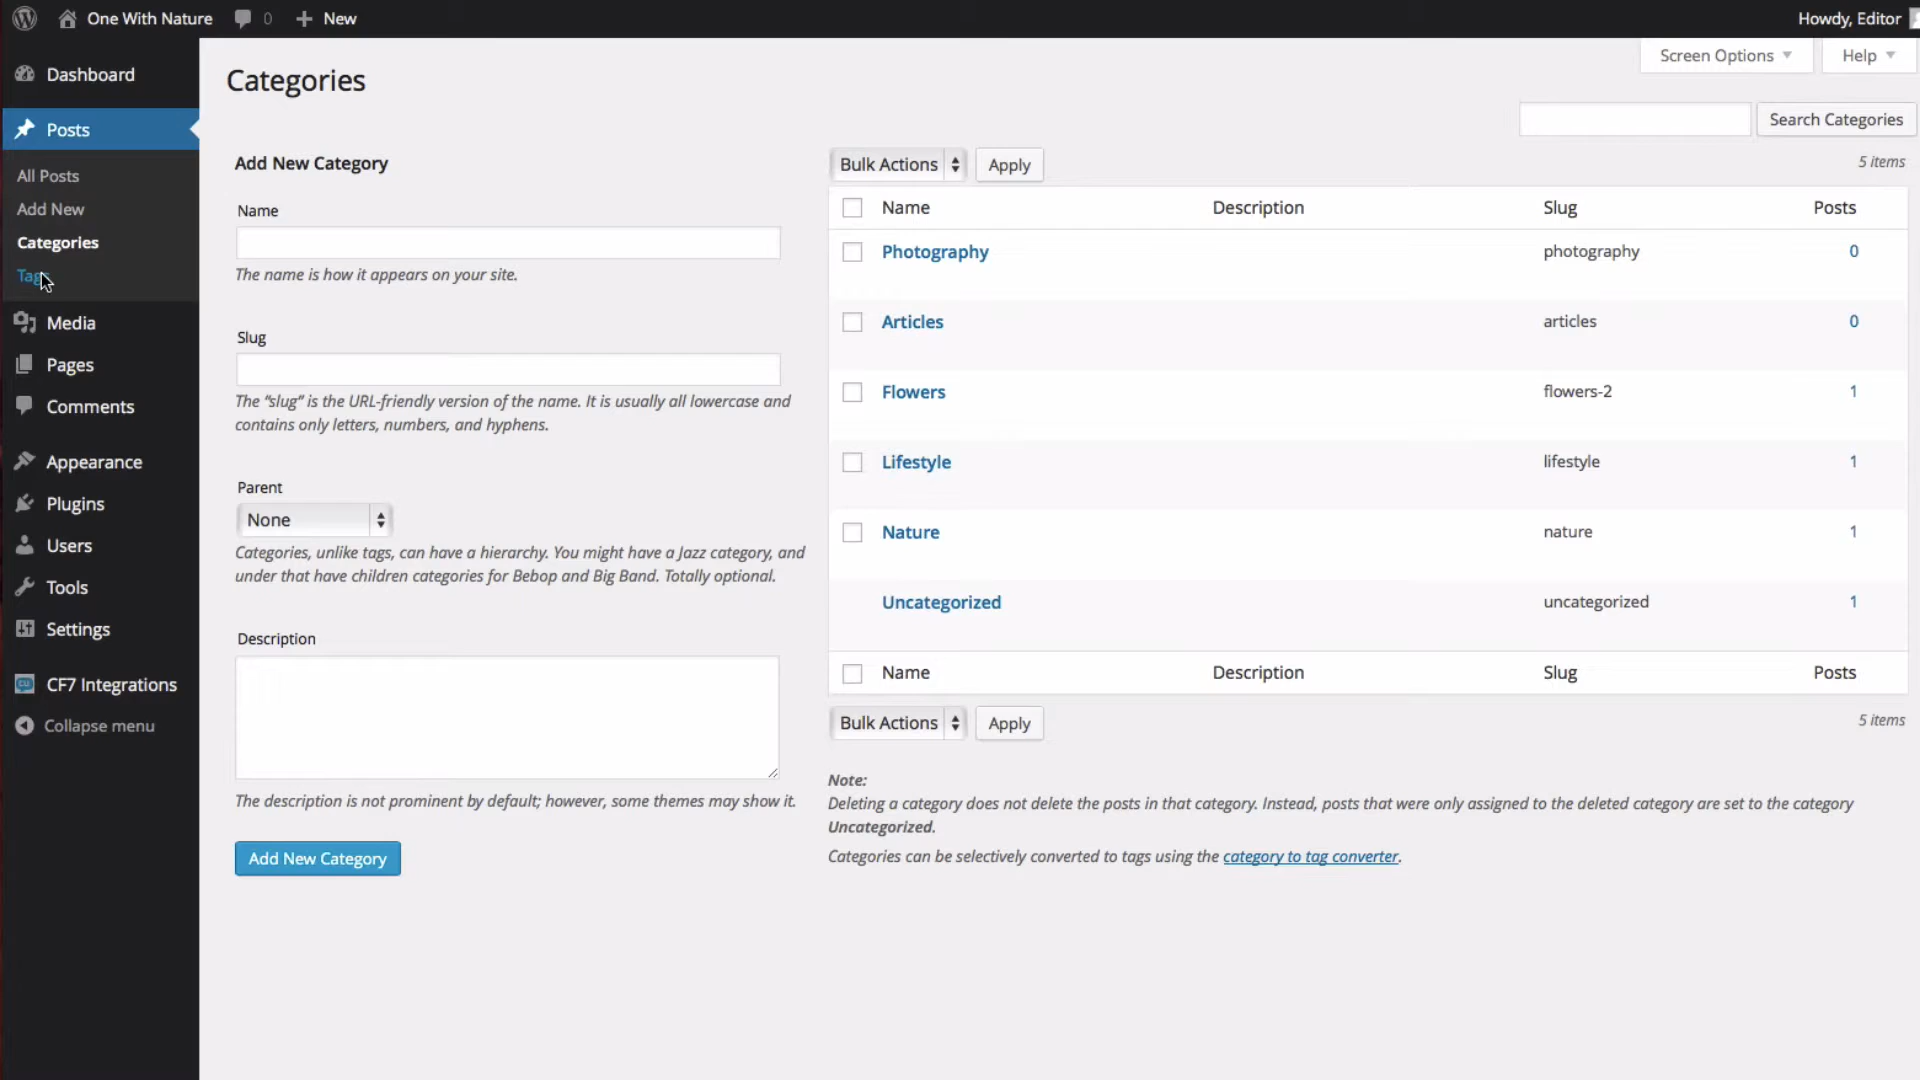 One With Nature
0
New
Howdy, Editor
Dashboard
Posts
All Posts
Add New
Categories
Tags
Media
Pages
Comments
Appearance
Plugins
Users
Tools
Settings
CF7 Integrations
Collapse menu
Categories
Screen Options
Help
Search Categories
Add New Category
Name
The name is how it appears on your site.
Slug
The “slug” is the URL-friendly version of the name. It is usually all lowercase and
contains only letters, numbers, and hyphens.
Parent
None
Categories, unlike tags, can have a hierarchy. You might have a Jazz category, and
under that have children categories for Bebop and Big Band. Totally optional.
Description
The description is not prominent by default; however, some themes may show it.
Add New Category
Bulk Actions
Apply
5 items
Name Description Slug Posts
Photography photography 0
Articles articles 0
Flowers flowers-2 1
Lifestyle lifestyle 1
Nature nature 1
Uncategorized uncategorized 1
Name Description Slug Posts
Bulk Actions
Apply
5 items
Note:
Deleting a category does not delete the posts in that category. Instead, posts that were only assigned to the deleted category are set to the category
Uncategorized.
Categories can be selectively converted to tags using the category to tag converter.